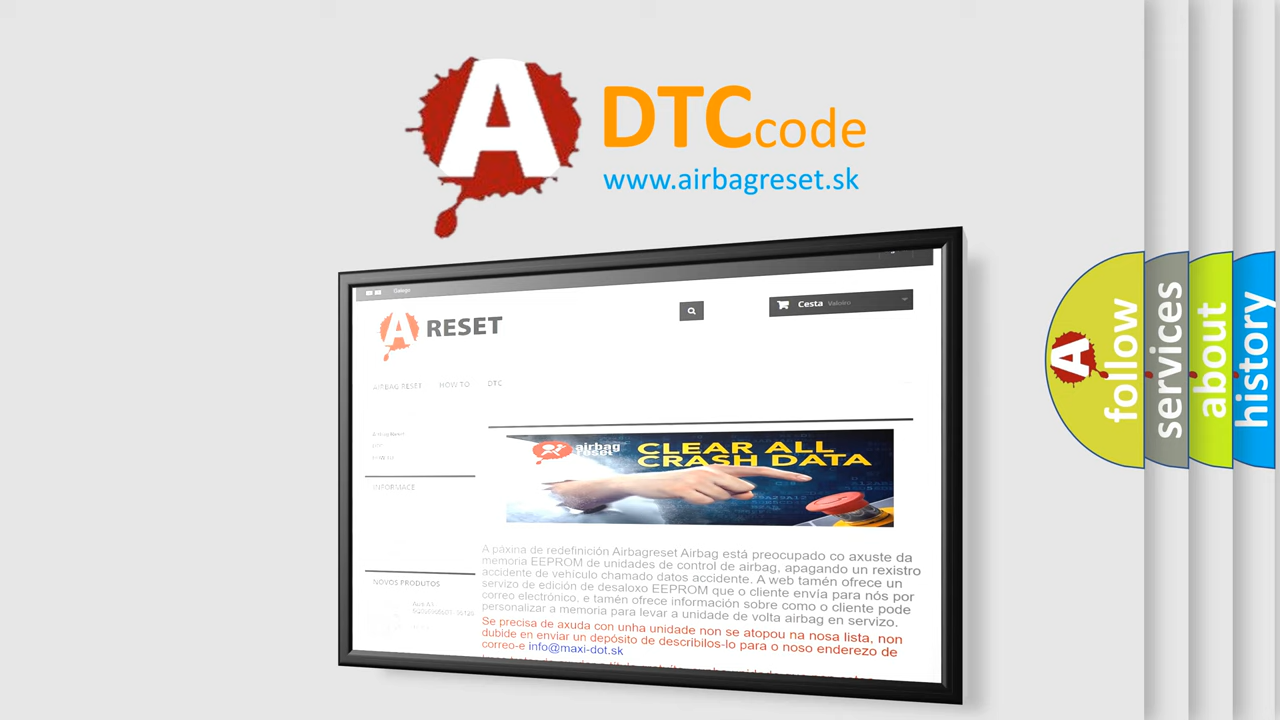 A
DTCcode
www.airbagreset.sk
Galego
A RESET
Cesta Valeiro
AIRBAG RESET HOW TO DTC
INFORMACE
airbag
reset
CLEAR ALL
CRASH DATA
A páxina de redefinición Airbagreset Airbag está preocupado co axuste da
memoria EEPROM de unidades de control de airbag, apagando un rexistro
accidente de vehículo chamado datos accidente. A web tamén ofrece un
servizo de edición de desaloxo EEPROM que o cliente envía para nós por
correo electrónico, e tamén ofrece información sobre como o cliente pode
personalizar a memoria para levar a unidade de volta airbag en servizo.
Se precisa de axuda con unha unidade non se atopou na nosa lista, non
dubide en enviar un depósito de describilos-lo para o noso enderezo de
correo-e info@maxi-dot.sk
NOVOS PRODUTOS
A
follow
services
about
history